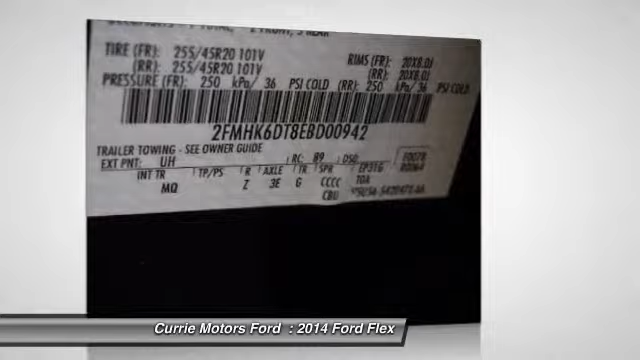 TIRE (FR): 255/45R20 101V RIMS (FR): 20X8.0J
(RR): 255/45R20 101V (RR): 20X8.0J
PRESSURE (FR): 250 kPa/ 36 PSI COLD (RR): 250 kPa/ 36 PSI COLD
2FMHK6DT8EBD00942
TRAILER TOWING - SEE OWNER GUIDE
EXT PNT: UH RC: 89 DSO:
INT TR TP/PS R AXLE TR SPR
MQ Z 3E G CCCC
CBU
Currie Motors Ford : 2014 Ford Flex